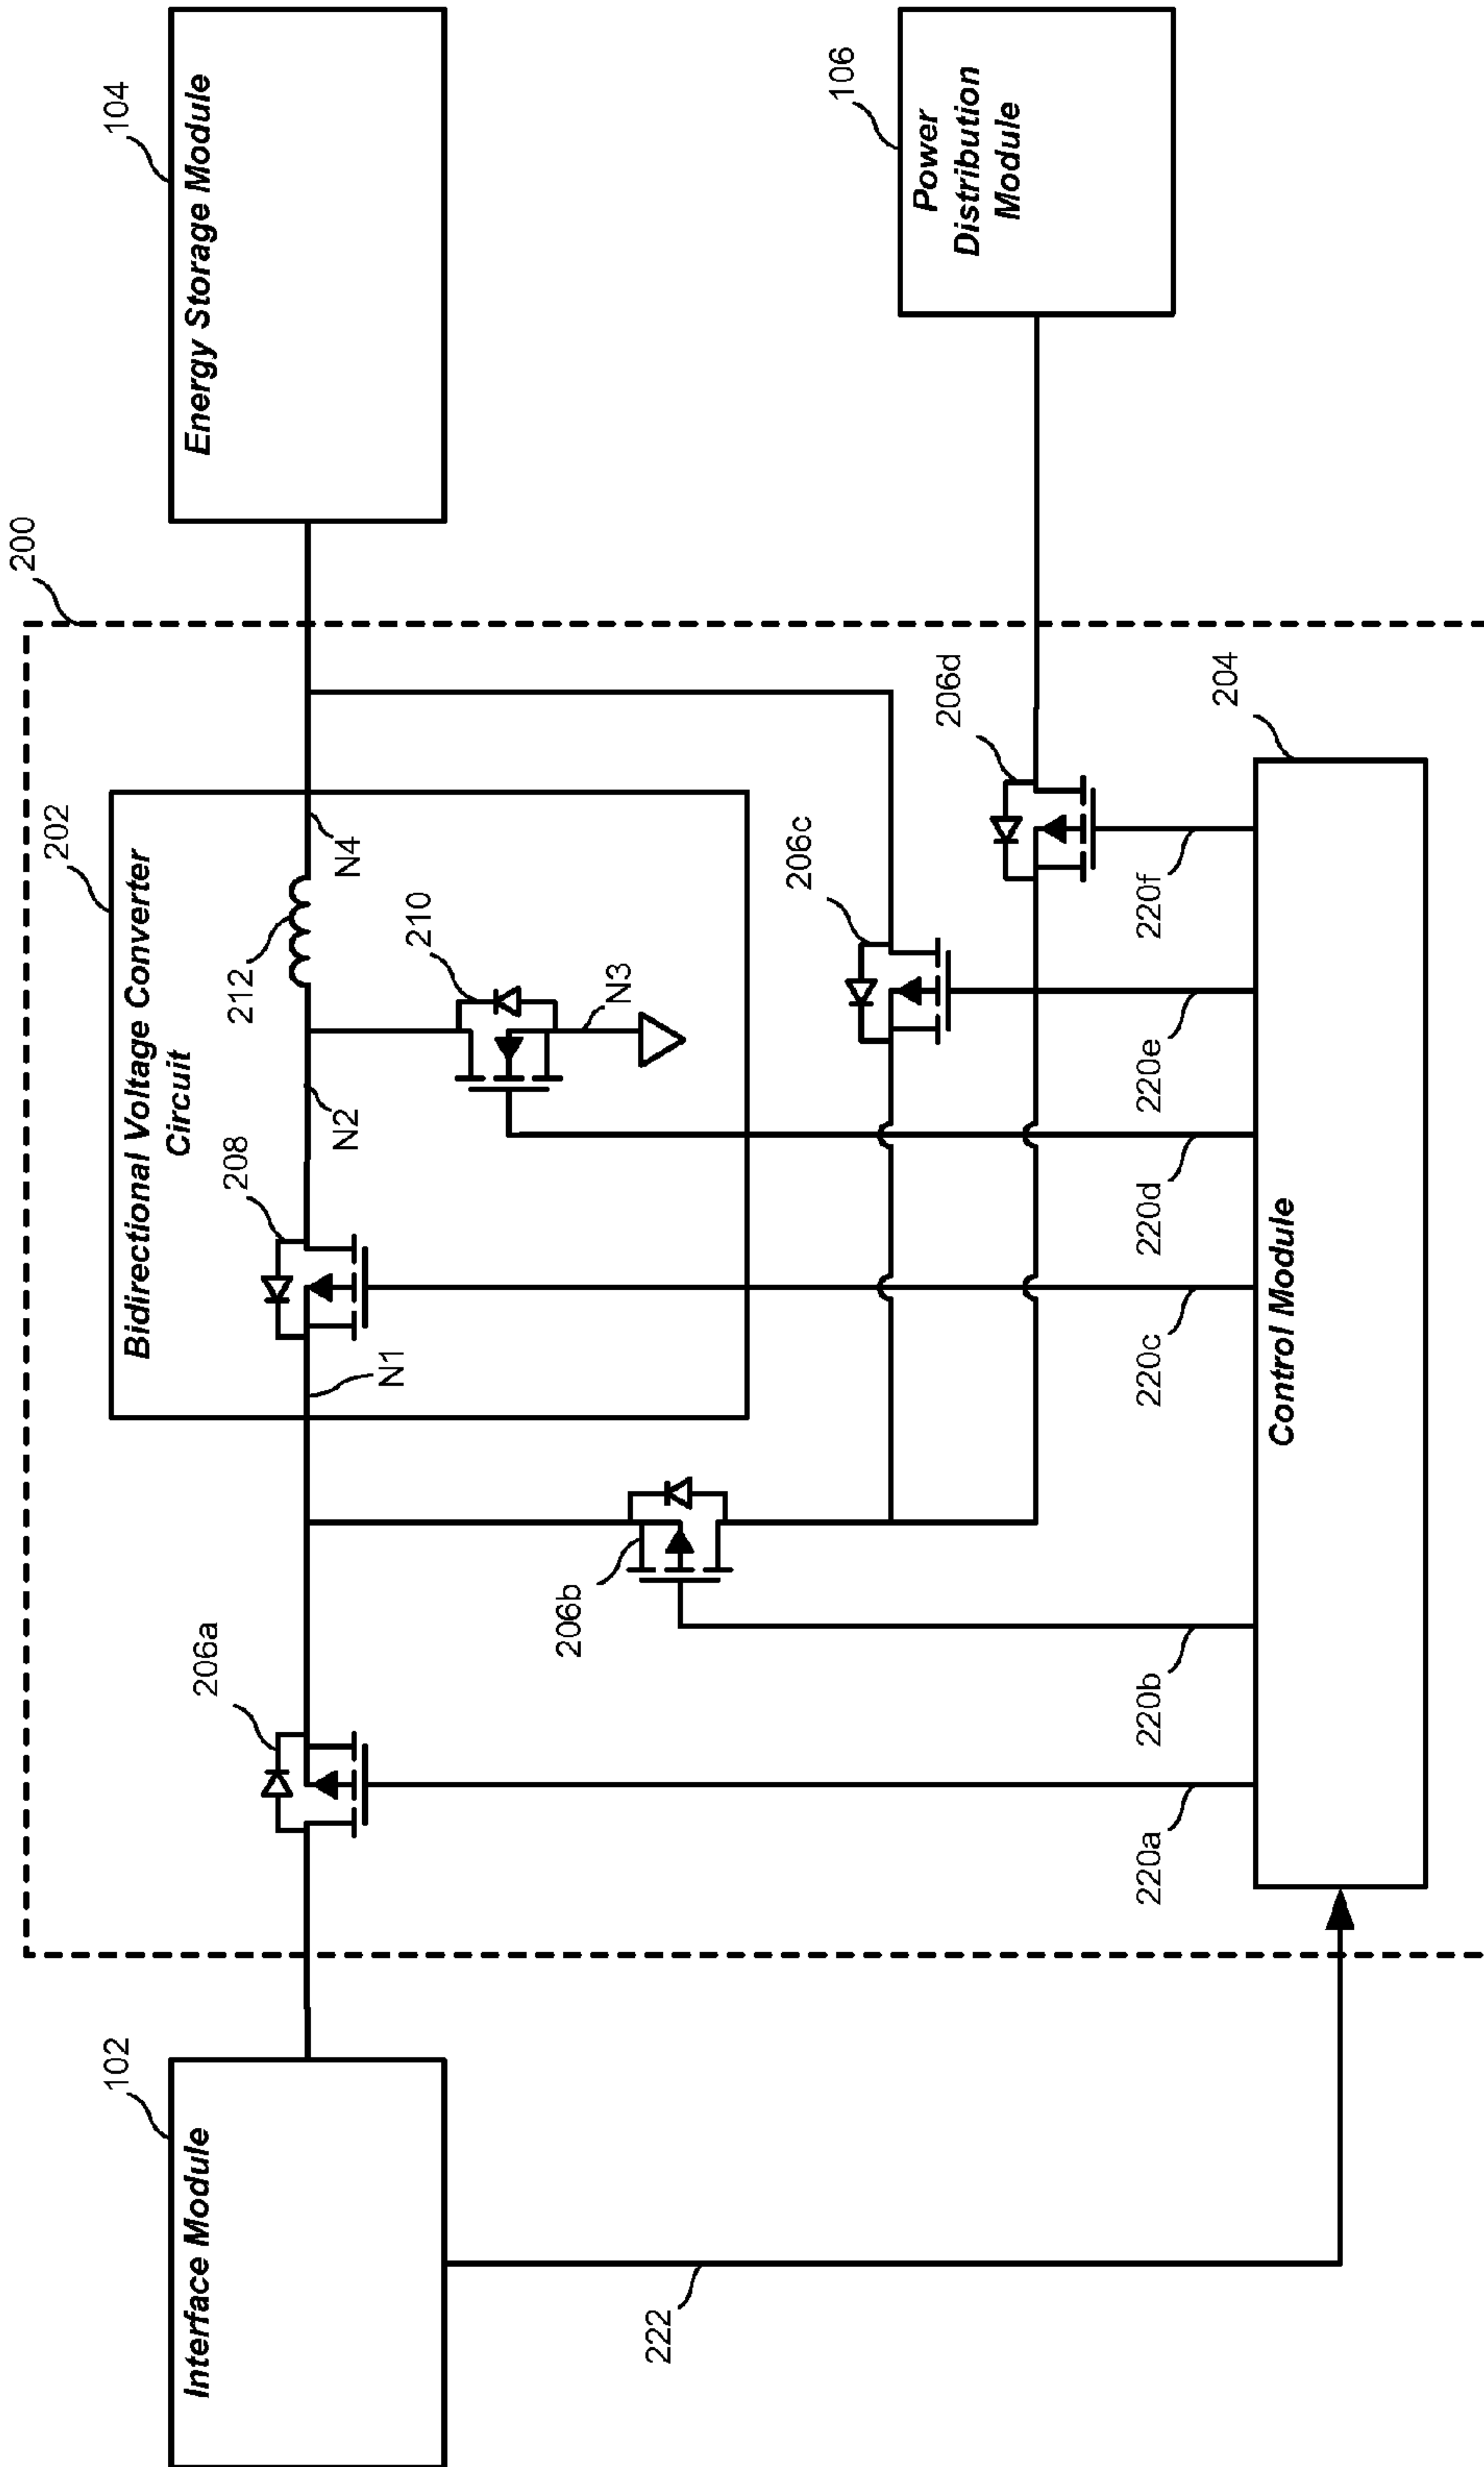 200
102
Interface Module
222
206a
206b
202
Bidirectional Voltage Converter
Circuit
208
N1
N2
212
N4
210
N3
104
Energy Storage Module
206c
206d
106
Power
Distribution
Module
220a
220b
220c
220d
220e
220f
204
Control Module